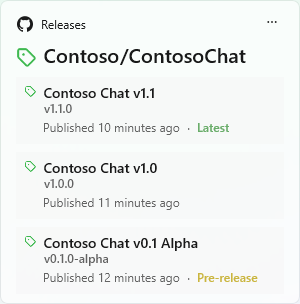 Releases
Contoso/ContosoChat
Contoso Chat v1.1
v1.1.0
Published 10 minutes ago · Latest
Contoso Chat v1.0
v1.0.0
Published 11 minutes ago
Contoso Chat v0.1 Alpha
v0.1.0-alpha
Published 12 minutes ago · Pre-release